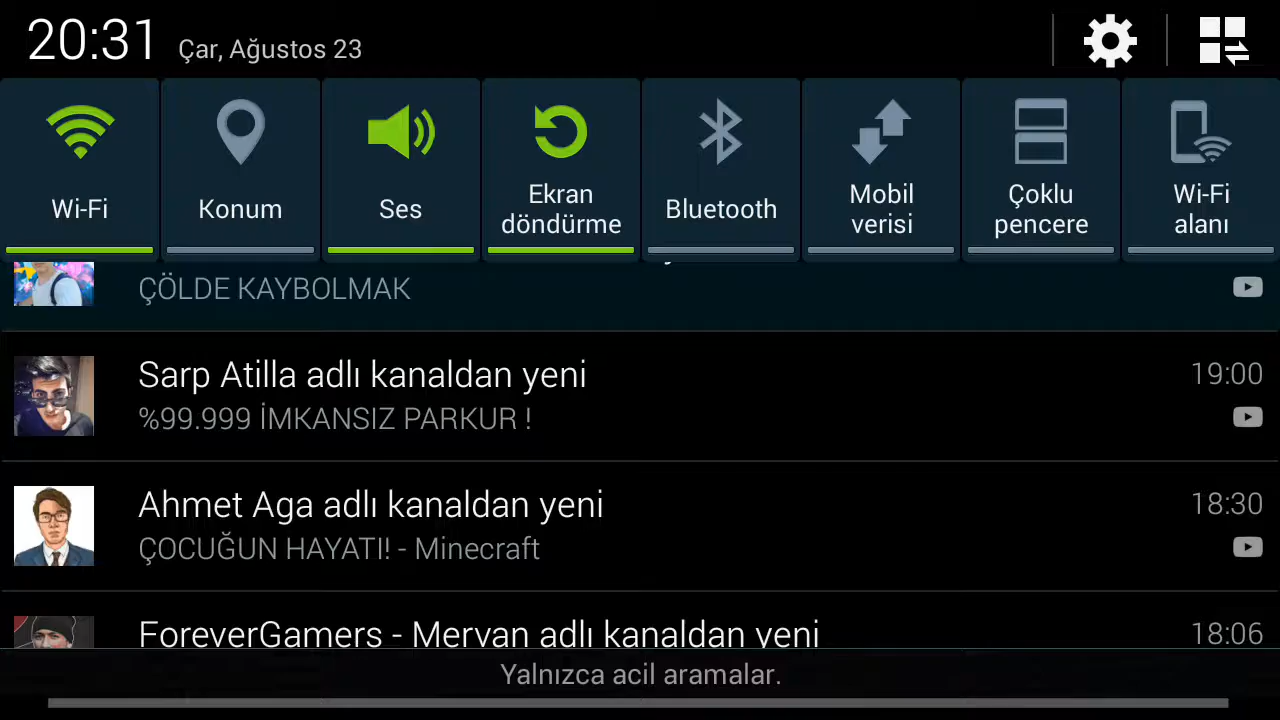 20:31 Çar, Ağustos 23
Wi-Fi
Konum
Ses
Ekran
döndürme
Bluetooth
Mobil
verisi
Çoklu
pencere
Wi-Fi
alanı
ÇÖLDE KAYBOLMAK
Sarp Atilla adlı kanaldan yeni 19:00
%99.999 İMKANSIZ PARKUR !
Ahmet Aga adlı kanaldan yeni 18:30
ÇOCUĞUN HAYATI! - Minecraft
ForeverGamers - Mervan adlı kanaldan yeni 18:06
Yalnızca acil aramalar.